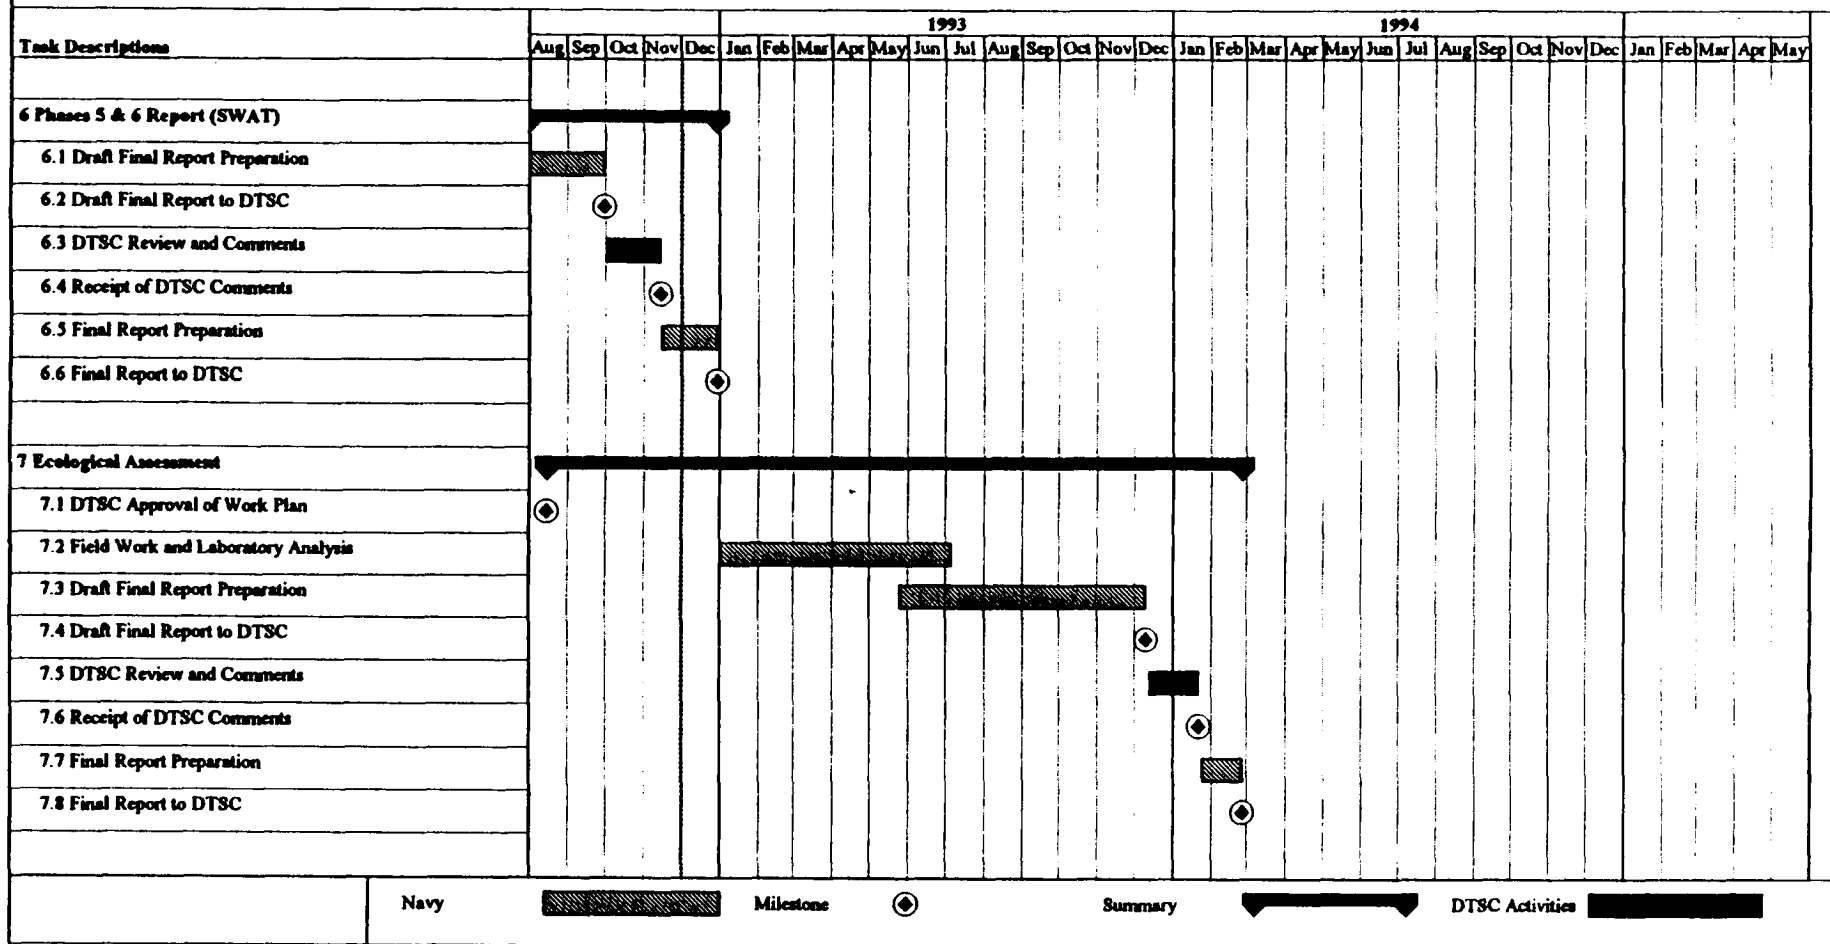 1993 1994
Task Descriptions Aug Sep Oct Nov Dec Jan Feb Mar Apr May Jun Jul Aug Sep Oct Nov Dec Jan Feb Mar Apr May Jun Jul Aug Sep Oct Nov Dec Jan Feb Mar Apr May
6 Phases 5 & 6 Report (SWAT)
6.1 Draft Final Report Preparation
6.2 Draft Final Report to DTSC
6.3 DTSC Review and Comments
6.4 Receipt of DTSC Comments
6.5 Final Report Preparation
6.6 Final Report to DTSC
7 Ecological Assessment
7.1 DTSC Approval of Work Plan
7.2 Field Work and Laboratory Analysis
7.3 Draft Final Report Preparation
7.4 Draft Final Report to DTSC
7.5 DTSC Review and Comments
7.6 Receipt of DTSC Comments
7.7 Final Report Preparation
7.8 Final Report to DTSC
Navy Milestone Summary DTSC Activities